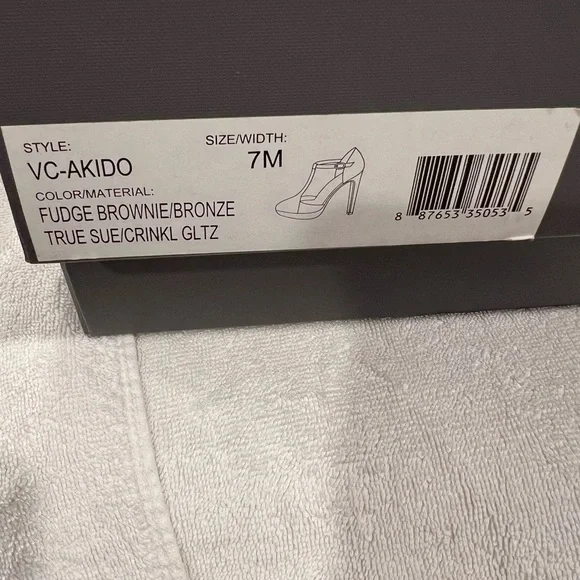 STYLE:
VC-AKIDO
SIZE/WIDTH:
7M
COLOR/MATERIAL:
FUDGE BROWNIE/BRONZE
TRUE SUE/CRINKL GLTZ
8 87653 35053 5